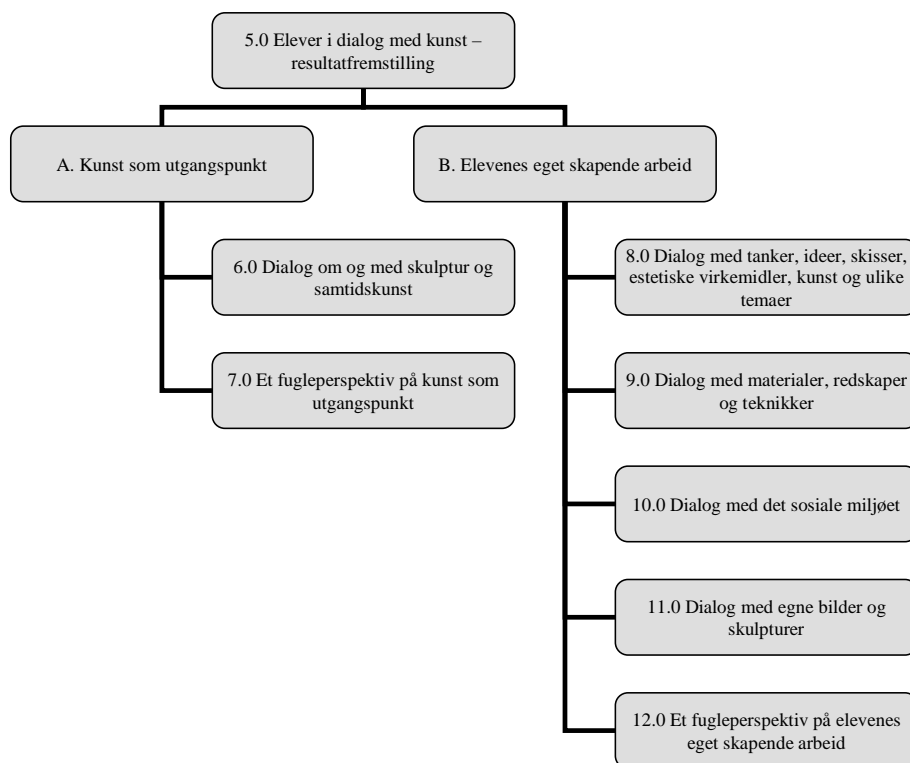 5.0 Elever i dialog med kunst –
resultatfremstilling
A. Kunst som utgangspunkt
B. Elevenes eget skapende arbeid
6.0 Dialog om og med skulptur og
samtidskunst
7.0 Et fugleperspektiv på kunst som
utgangspunkt
8.0 Dialog med tanker, ideer, skisser,
estetiske virkemidler, kunst og ulike
temaer
9.0 Dialog med materialer, redskaper
og teknikker
10.0 Dialog med det sosiale miljøet
11.0 Dialog med egne bilder og
skulpturer
12.0 Et fugleperspektiv på elevenes
eget skapende arbeid